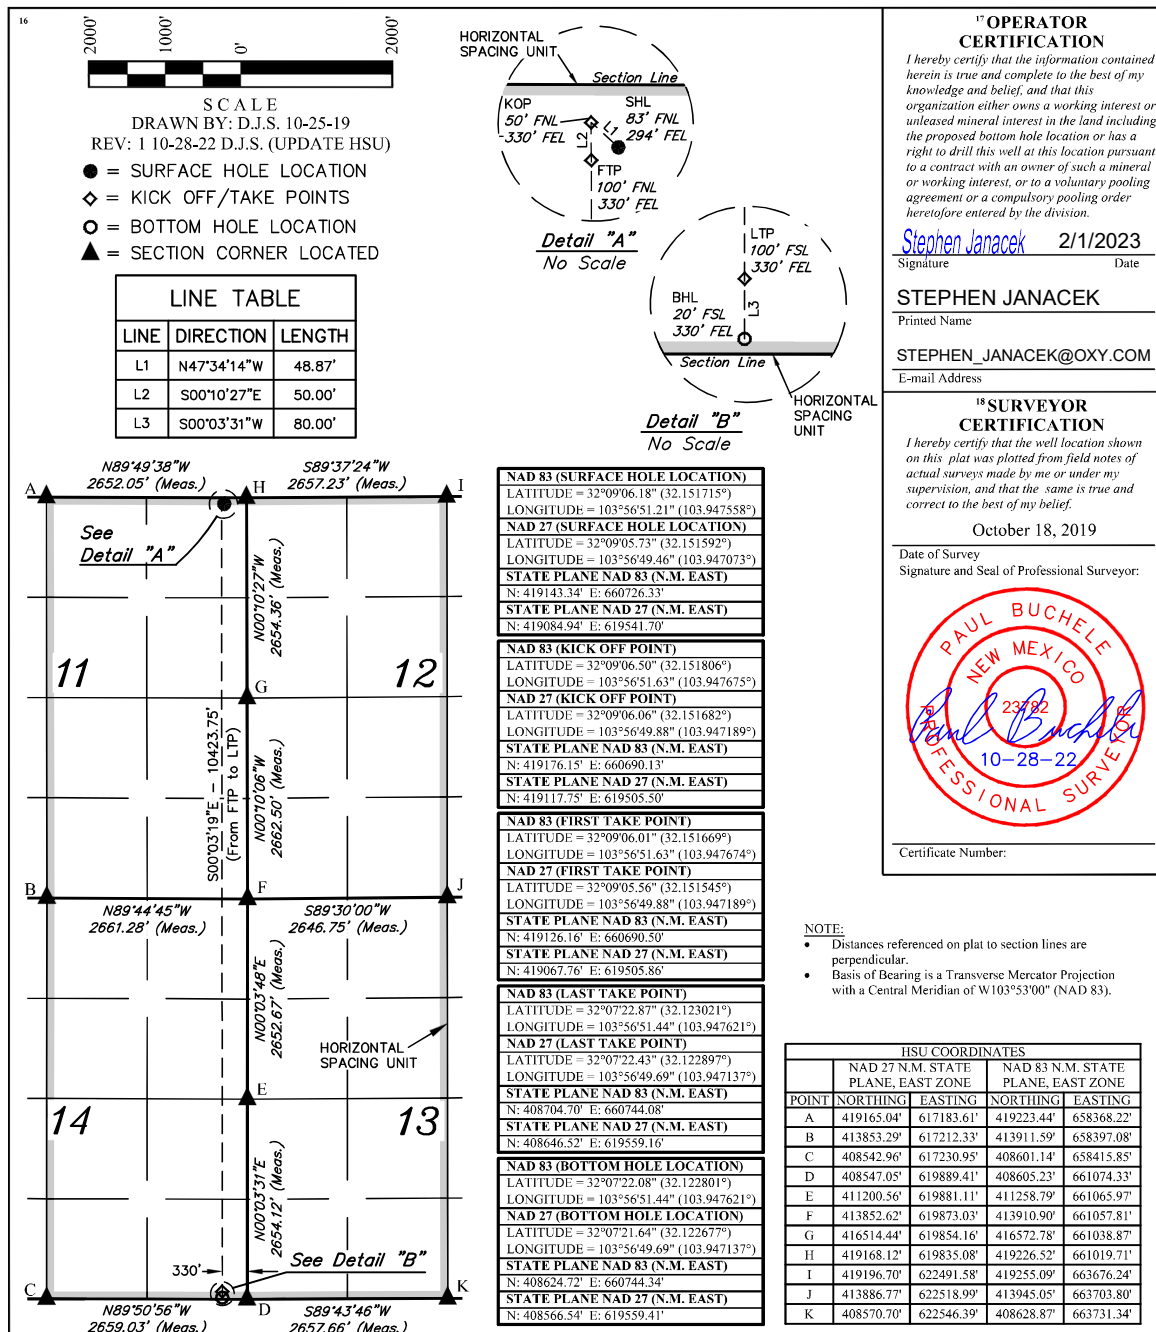 16
2000'
1000'
0'
2000'
SCALE
DRAWN BY: D.J.S. 10-25-19
REV: 1 10-28-22 D.J.S. (UPDATE HSU)
= SURFACE HOLE LOCATION
= KICK OFF/TAKE POINTS
= BOTTOM HOLE LOCATION
= SECTION CORNER LOCATED
LINE TABLE
LINE DIRECTION LENGTH
L1 N47°34'14"W 48.87'
L2 S00°10'27"E 50.00'
L3 S00°03'31"W 80.00'
HORIZONTAL
SPACING UNIT
Section Line
KOP
50' FNL
330' FEL
SHL
83' FNL
294' FEL
L1
L2
FTP
100' FNL
330' FEL
Detail "A"
No Scale
LTP
100' FSL
330' FEL
BHL
20' FSL
330' FEL
L3
Section Line
HORIZONTAL
SPACING
UNIT
Detail "B"
No Scale
17 OPERATOR
CERTIFICATION
I hereby certify that the information contained
herein is true and complete to the best of my
knowledge and belief, and that this
organization either owns a working interest or
unleased mineral interest in the land including
the proposed bottom hole location or has a
right to drill this well at this location pursuant
to a contract with an owner of such a mineral
or working interest, or to a voluntary pooling
agreement or a compulsory pooling order
heretofore entered by the division.
Stephen Janacek 2/1/2023
Signature Date
STEPHEN JANACEK
Printed Name
STEPHEN_JANACEK@OXY.COM
E-mail Address
18 SURVEYOR
CERTIFICATION
I hereby certify that the well location shown
on this plat was plotted from field notes of
actual surveys made by me or under my
supervision, and that the same is true and
correct to the best of my belief.
October 18, 2019
Date of Survey
Signature and Seal of Professional Surveyor:
PAUL BUCHELE
NEW MEXICO
23782
Paul Buchele
10-28-22
PROFESSIONAL SURVEYOR
Certificate Number:
N89°49'38"W
2652.05' (Meas.)
S89°37'24"W
2657.23' (Meas.)
A
H
I
See
Detail "A"
N00°10'27"W
2654.36' (Meas.)
11
12
G
S00°03'19"E - 10423.75'
(From FTP to LTP)
N00°10'06"W
2662.50' (Meas.)
B
F
J
N89°44'45"W
2661.28' (Meas.)
S89°30'00"W
2646.75' (Meas.)
N00°03'48"E
2652.67' (Meas.)
HORIZONTAL
SPACING UNIT
E
14
13
N00°03'31"E
2654.12' (Meas.)
330'
See Detail "B"
C
D
K
N89°50'56"W
2659.03' (Meas.)
S89°43'46"W
2657.66' (Meas.)
NAD 83 (SURFACE HOLE LOCATION)
LATITUDE = 32°09'06.18" (32.151715°)
LONGITUDE = 103°56'51.21" (103.947558°)
NAD 27 (SURFACE HOLE LOCATION)
LATITUDE = 32°09'05.73" (32.151592°)
LONGITUDE = 103°56'49.46" (103.947073°)
STATE PLANE NAD 83 (N.M. EAST)
N: 419143.34' E: 660726.33'
STATE PLANE NAD 27 (N.M. EAST)
N: 419084.94' E: 619541.70'
NAD 83 (KICK OFF POINT)
LATITUDE = 32°09'06.50" (32.151806°)
LONGITUDE = 103°56'51.63" (103.947675°)
NAD 27 (KICK OFF POINT)
LATITUDE = 32°09'06.06" (32.151682°)
LONGITUDE = 103°56'49.88" (103.947189°)
STATE PLANE NAD 83 (N.M. EAST)
N: 419176.15' E: 660690.13'
STATE PLANE NAD 27 (N.M. EAST)
N: 419117.75' E: 619505.50'
NAD 83 (FIRST TAKE POINT)
LATITUDE = 32°09'06.01" (32.151669°)
LONGITUDE = 103°56'51.63" (103.947674°)
NAD 27 (FIRST TAKE POINT)
LATITUDE = 32°09'05.56" (32.151545°)
LONGITUDE = 103°56'49.88" (103.947189°)
STATE PLANE NAD 83 (N.M. EAST)
N: 419126.16' E: 660690.50'
STATE PLANE NAD 27 (N.M. EAST)
N: 419067.76' E: 619505.86'
NAD 83 (LAST TAKE POINT)
LATITUDE = 32°07'22.87" (32.123021°)
LONGITUDE = 103°56'51.44" (103.947621°)
NAD 27 (LAST TAKE POINT)
LATITUDE = 32°07'22.43" (32.122897°)
LONGITUDE = 103°56'49.69" (103.947137°)
STATE PLANE NAD 83 (N.M. EAST)
N: 408704.70' E: 660744.08'
STATE PLANE NAD 27 (N.M. EAST)
N: 408646.52' E: 619559.16'
NAD 83 (BOTTOM HOLE LOCATION)
LATITUDE = 32°07'22.08" (32.122801°)
LONGITUDE = 103°56'51.44" (103.947621°)
NAD 27 (BOTTOM HOLE LOCATION)
LATITUDE = 32°07'21.64" (32.122677°)
LONGITUDE = 103°56'49.69" (103.947137°)
STATE PLANE NAD 83 (N.M. EAST)
N: 408624.72' E: 660744.34'
STATE PLANE NAD 27 (N.M. EAST)
N: 408566.54' E: 619559.41'
NOTE:
• Distances referenced on plat to section lines are
perpendicular.
• Basis of Bearing is a Transverse Mercator Projection
with a Central Meridian of W103°53'00" (NAD 83).
HSU COORDINATES
NAD 27 N.M. STATE PLANE, EAST ZONE NAD 83 N.M. STATE PLANE, EAST ZONE
POINT NORTHING EASTING NORTHING EASTING
A 419165.04' 617183.61' 419223.44' 658368.22'
B 413853.29' 617212.33' 413911.59' 658397.08'
C 408542.96' 617230.95' 408601.14' 658415.85'
D 408547.05' 619889.41' 408605.23' 661074.33'
E 411200.56' 619881.11' 411258.79' 661065.97'
F 413852.62' 619873.03' 413910.90' 661057.81'
G 416514.44' 619854.16' 416572.78' 661038.87'
H 419168.12' 619835.08' 419226.52' 661019.71'
I 419196.70' 622491.58' 419255.09' 663676.24'
J 413886.77' 622518.99' 413945.05' 663703.80'
K 408570.70' 622546.39' 408628.87' 663731.34'